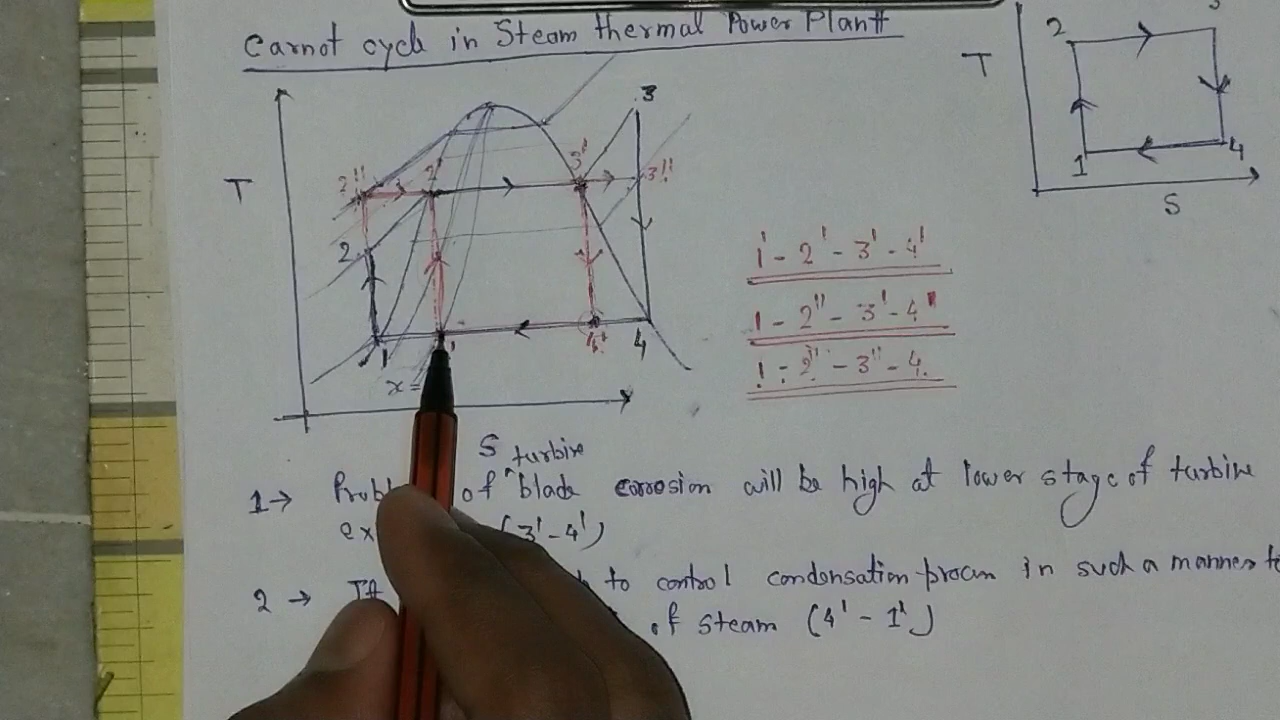 Carnot cycle in Steam thermal Power Plant
T
3
2''
2'
3'
3''
2
1
1'
4'
4
x=
S
T
2
3
1
4
S
1' - 2' - 3' - 4'
1 - 2'' - 3' - 4'
1 - 2'' - 3'' - 4.
turbine
1→ of blade corrosion will be high at lower stage of turbine
(3' - 4')
2 → to control condensation process in such a manner to
of steam (4' - 1')